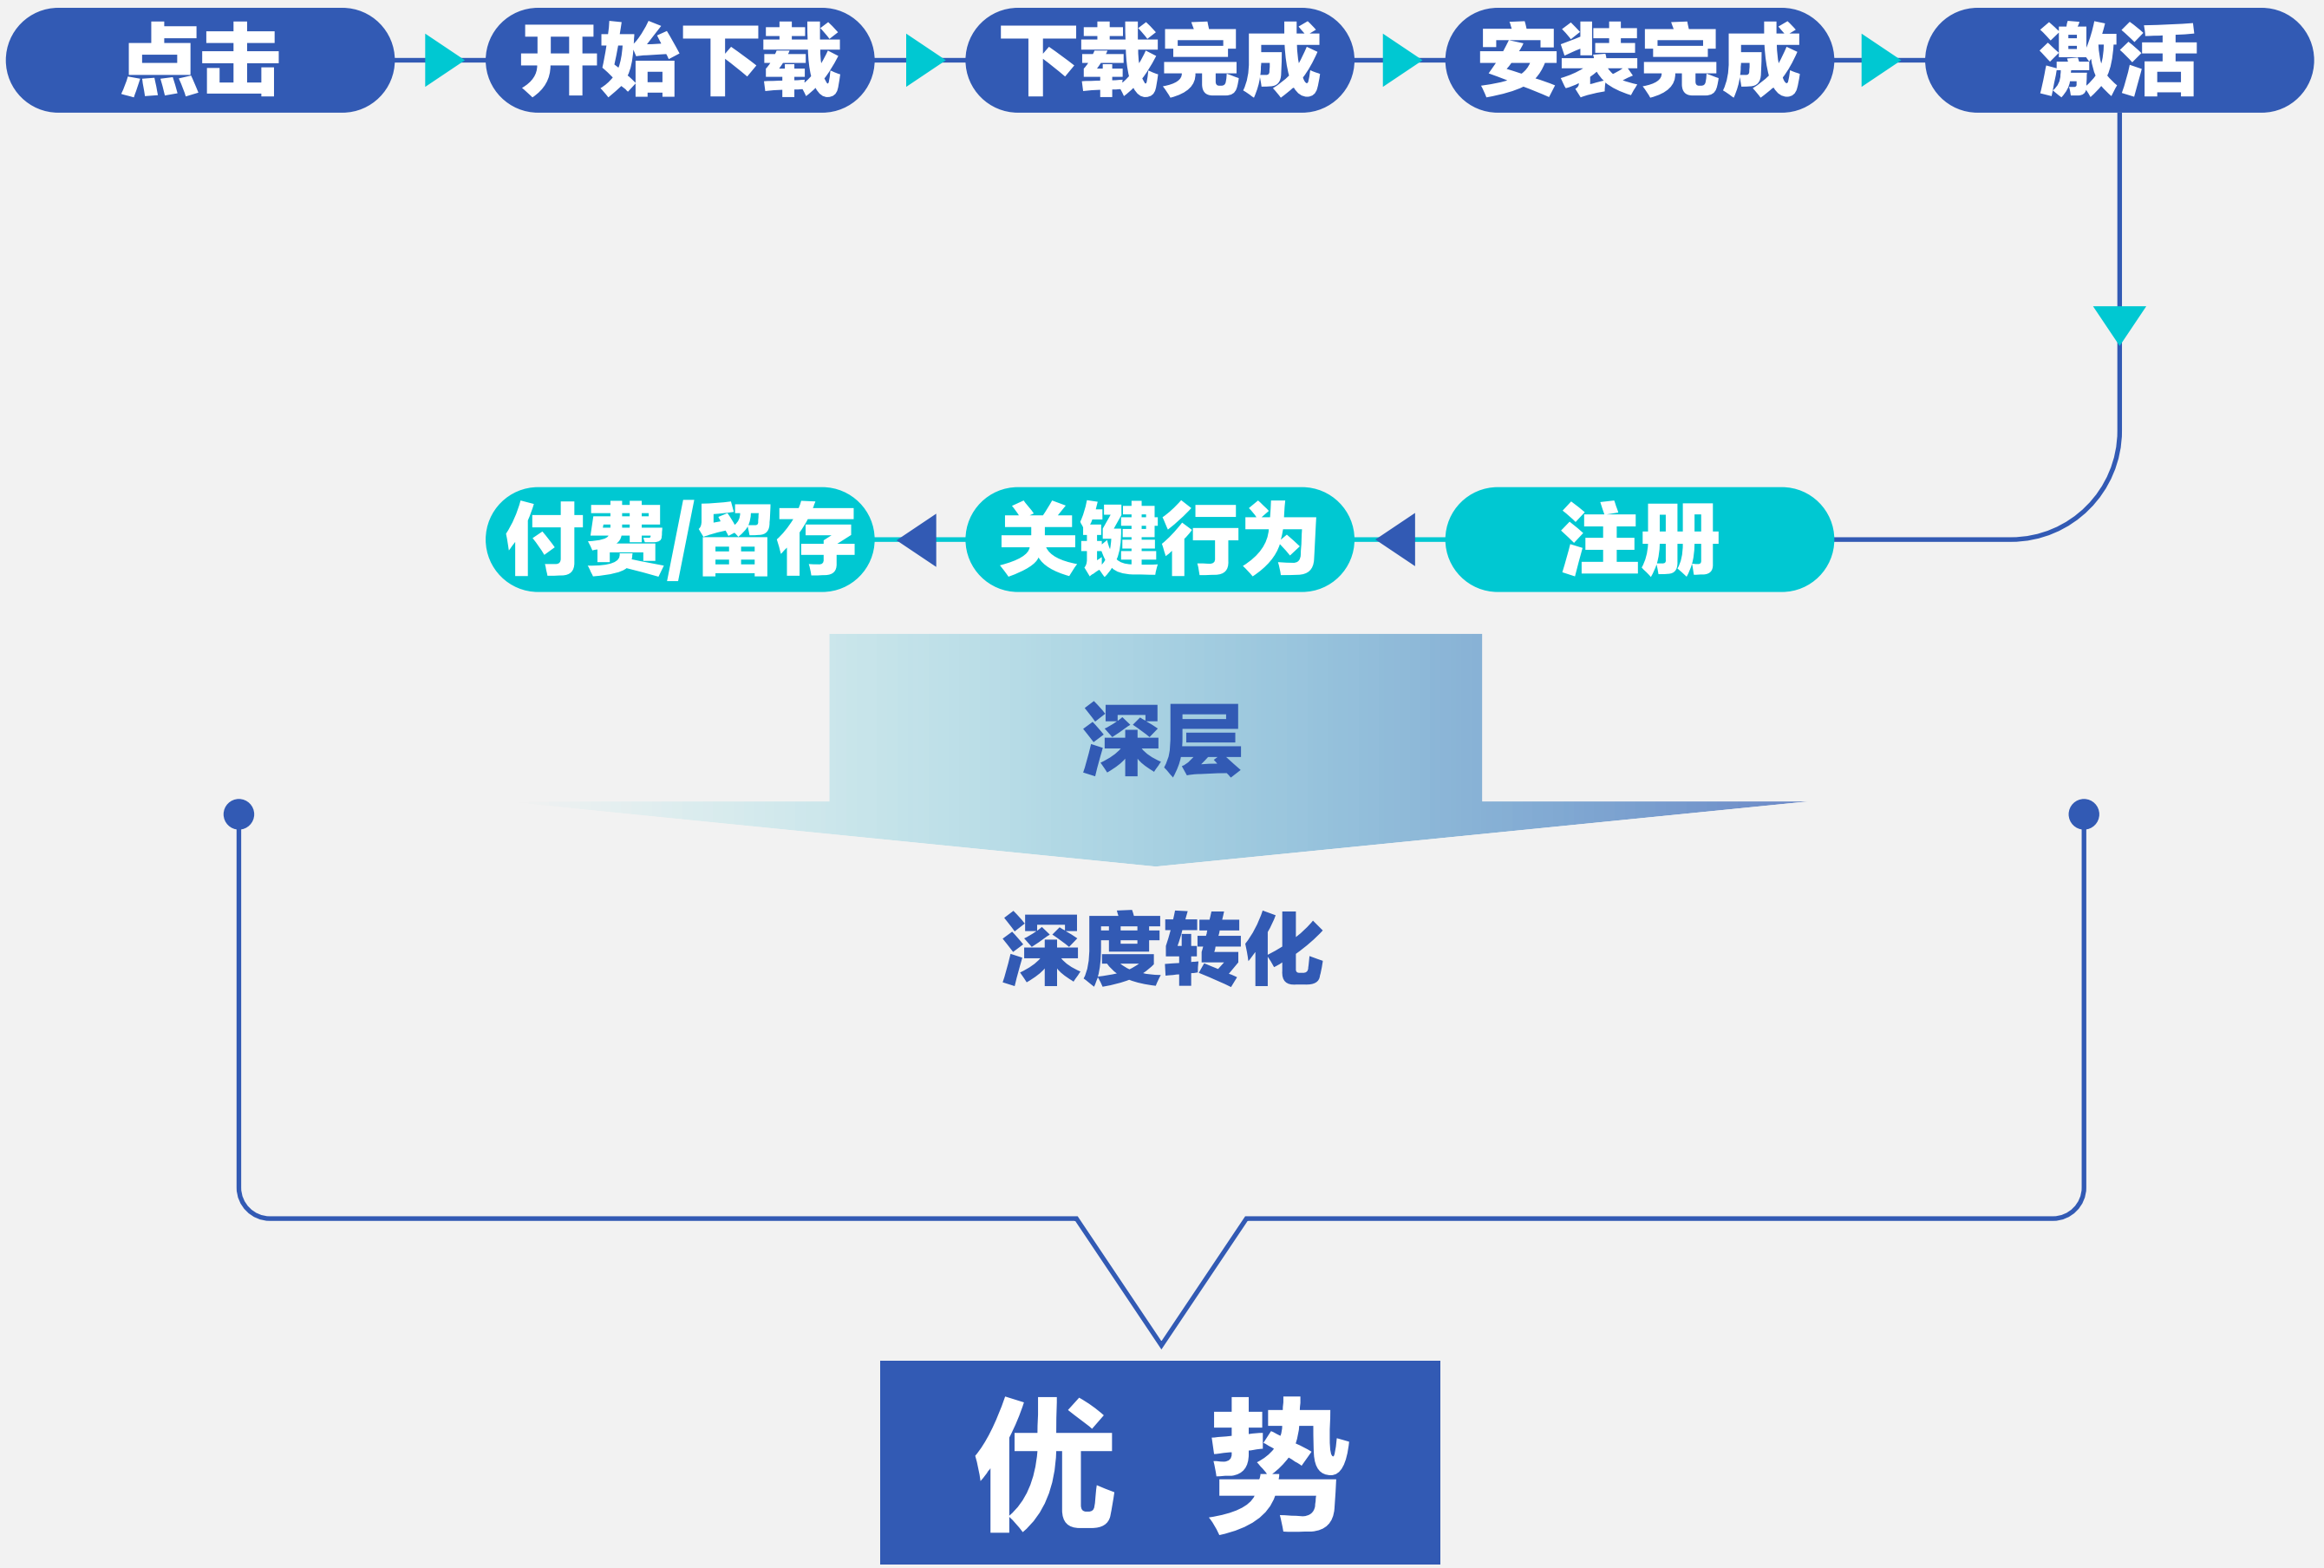 点击
开始下载
下载完成
安装完成
激活
付费/留存
关键行为
注册
深层
深度转化
优 势